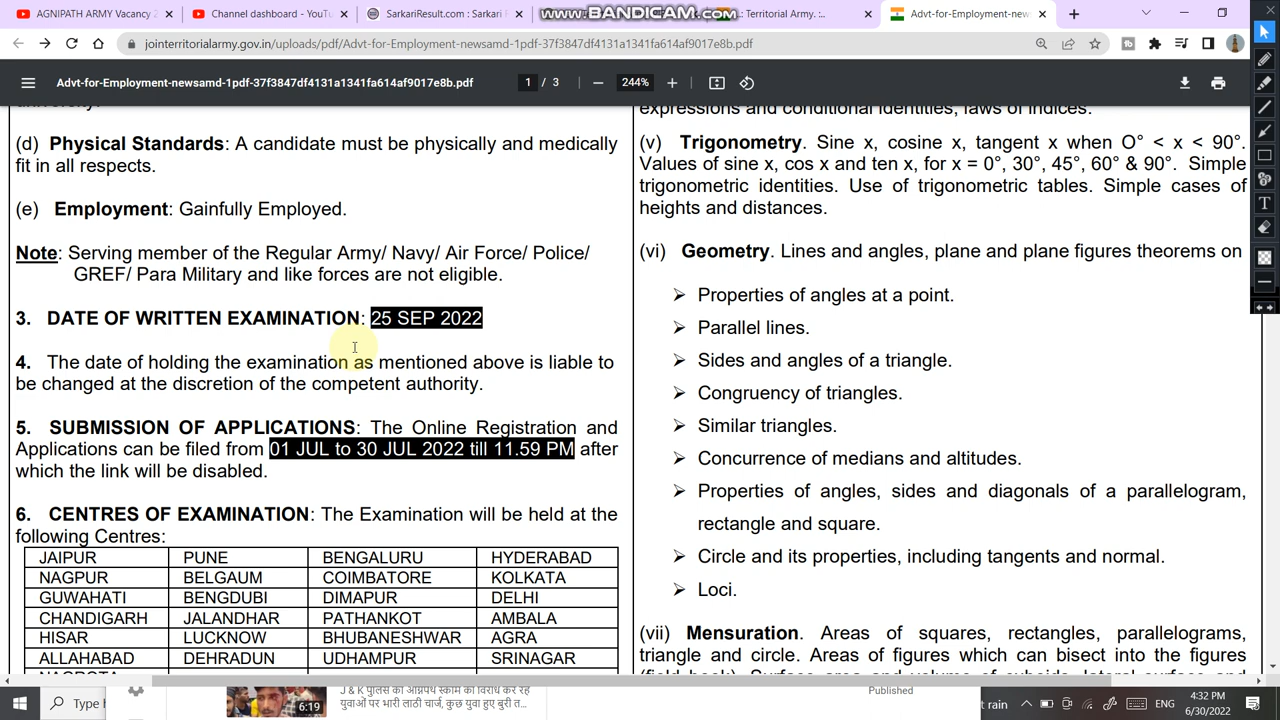 AGNIPATH ARMY Vacancy 2
Channel dashboard - YouTu
SarkariResult.com : Sarkari R
www.BANDICAM.com
: Territorial Army. :..
Advt-for-Employment-new
jointerritorialarmy.gov.in/uploads/pdf/Advt-for-Employment-newsamd-1pdf-37f3847df4131a1341fa614af9017e8b.pdf
Advt-for-Employment-newsamd-1pdf-37f3847df4131a1341fa614af9017e8b.pdf
1 / 3
244%
(d) Physical Standards: A candidate must be physically and medically
fit in all respects.
(e) Employment: Gainfully Employed.
Note: Serving member of the Regular Army/ Navy/ Air Force/ Police/
GREF/ Para Military and like forces are not eligible.
3. DATE OF WRITTEN EXAMINATION: 25 SEP 2022
4. The date of holding the examination as mentioned above is liable to
be changed at the discretion of the competent authority.
5. SUBMISSION OF APPLICATIONS: The Online Registration and
Applications can be filed from 01 JUL to 30 JUL 2022 till 11.59 PM after
which the link will be disabled.
6. CENTRES OF EXAMINATION: The Examination will be held at the
following Centres:
JAIPUR PUNE BENGALURU HYDERABAD
NAGPUR BELGAUM COIMBATORE KOLKATA
GUWAHATI BENGDUBI DIMAPUR DELHI
CHANDIGARH JALANDHAR PATHANKOT AMBALA
HISAR LUCKNOW BHUBANESHWAR AGRA
ALLAHABAD DEHRADUN UDHAMPUR SRINAGAR
expressions and conditional identities, laws of indices.
(v) Trigonometry. Sine x, cosine x, tangent x when O° < x < 90°.
Values of sine x, cos x and ten x, for x = 0°, 30°, 45°, 60° & 90°. Simple
trigonometric identities. Use of trigonometric tables. Simple cases of
heights and distances.
(vi) Geometry. Lines and angles, plane and plane figures theorems on
➢ Properties of angles at a point.
➢ Parallel lines.
➢ Sides and angles of a triangle.
➢ Congruency of triangles.
➢ Similar triangles.
➢ Concurrence of medians and altitudes.
➢ Properties of angles, sides and diagonals of a parallelogram,
rectangle and square.
➢ Circle and its properties, including tangents and normal.
➢ Loci.
(vii) Mensuration. Areas of squares, rectangles, parallelograms,
triangle and circle. Areas of figures which can bisect into the figures
J & K पुलिस का अग्निपथ स्कीम का विरोध कर रहे
युवाओं पर भारी लाठी चार्ज, कुछ युवा हुए बुरी त...
6:19
Published
Type h
t rain
ENG
4:32 PM
6/30/2022